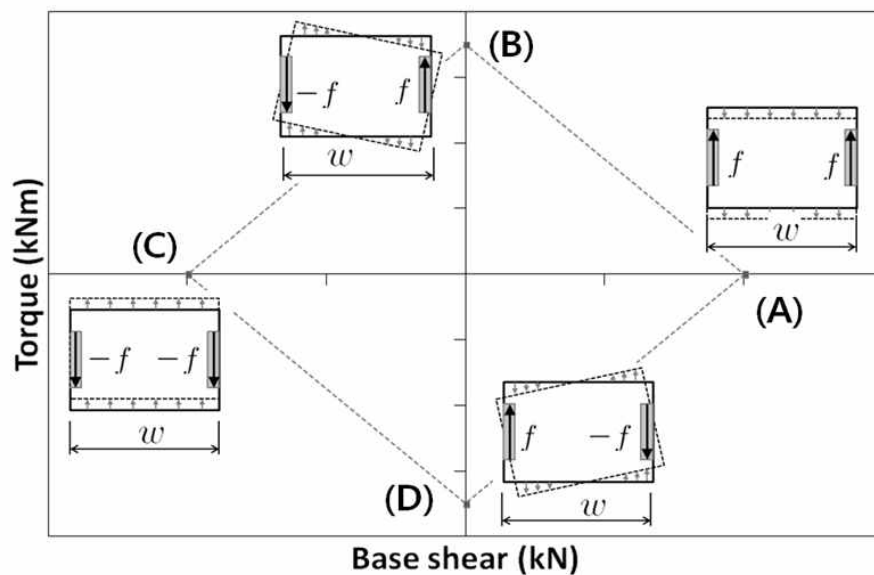 (B)
− f
f
w
f
f
w
Torque (kNm)
(C)
(A)
− f
− f
w
f
− f
w
(D)
Base shear (kN)